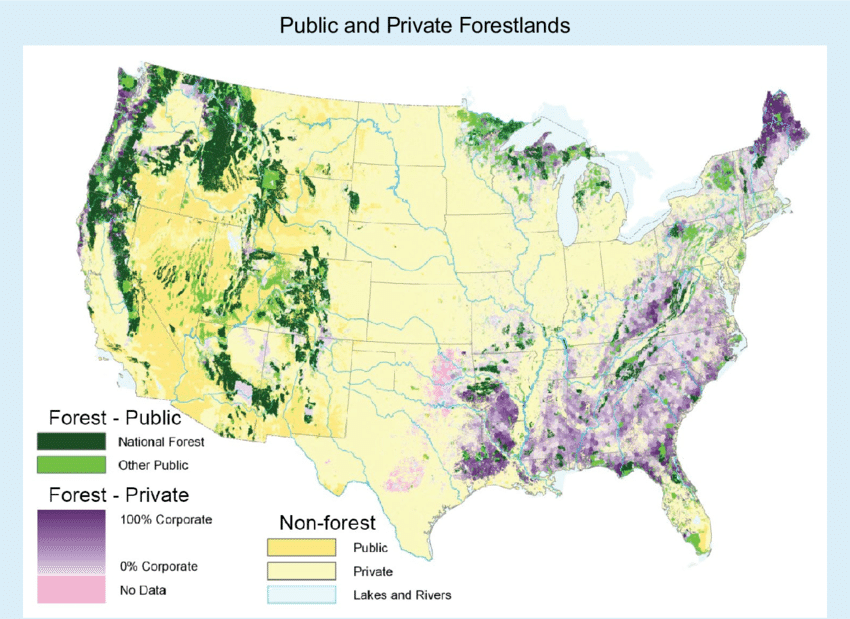 Public and Private Forestlands
Forest - Public
National Forest
Other Public
Forest - Private
100% Corporate
0% Corporate
No Data
Non-forest
Public
Private
Lakes and Rivers